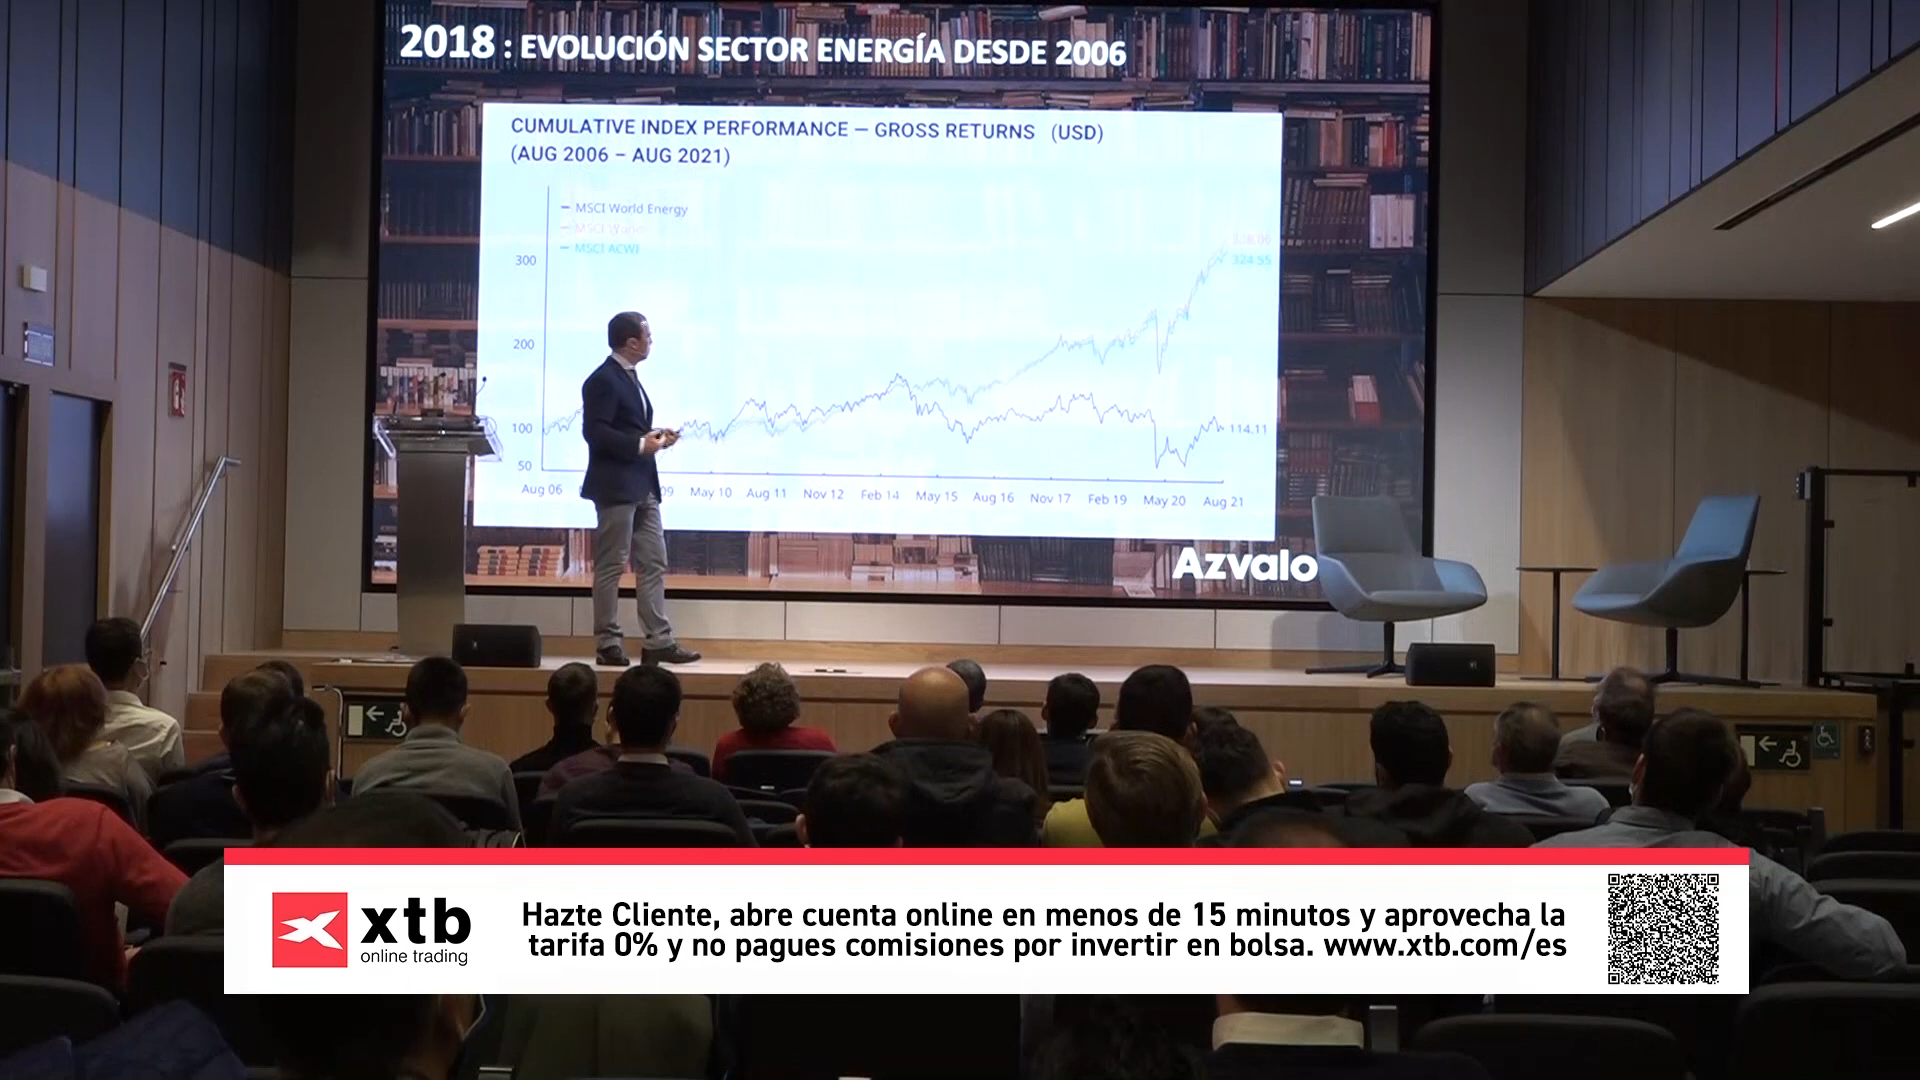 2018 : EVOLUCIÓN SECTOR ENERGÍA DESDE 2006
CUMULATIVE INDEX PERFORMANCE — GROSS RETURNS (USD)
(AUG 2006 – AUG 2021)
MSCI World Energy
MSCI World
MSCI ACWI
300
200
100
50
324.55
114.11
Aug 06 09 May 10 Aug 11 Nov 12 Feb 14 May 15 Aug 16 Nov 17 Feb 19 May 20 Aug 21
Azvalo
xtb
online trading
Hazte Cliente, abre cuenta online en menos de 15 minutos y aprovecha la
tarifa 0% y no pagues comisiones por invertir en bolsa. www.xtb.com/es